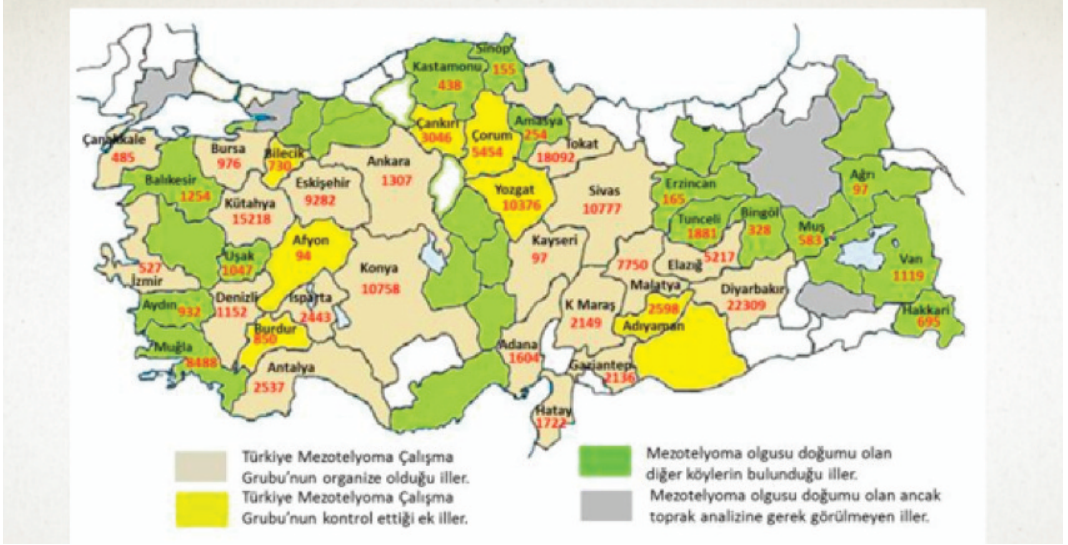 Sinop
155
Kastamonu
438
Çankırı
3046
Çorum
5454
Amasya
254
Tokat
18092
Çanakkale
485
Bursa
976
Bilecik
730
Ankara
1307
Balıkesir
1254
Eskişehir
9282
Kütahya
15218
Yozgat
10376
Sivas
10777
Erzincan
165
Ağrı
97
Tunceli
1881
Bingöl
328
Muş
583
Van
1119
Hakkari
695
Afyon
94
Uşak
1047
527
İzmir
Konya
10758
Kayseri
97
7750
Malatya
5217
Elazığ
Diyarbakır
22309
Aydın 932
Denizli
1152
Isparta
2443
Burdur
850
K Maraş
2149
2598
Adıyaman
Muğla
8488
Antalya
2537
Adana
1604
Gaziantep
2136
Hatay
1722
Türkiye Mezotelyoma Çalışma
Grubu'nun organize olduğu iller.
Türkiye Mezotelyoma Çalışma
Grubu'nun kontrol ettiği ek iller.
Mezotelyoma olgusu doğumu olan
diğer köylerin bulunduğu iller.
Mezotelyoma olgusu doğumu olan ancak
toprak analizine gerek görülmeyen iller.